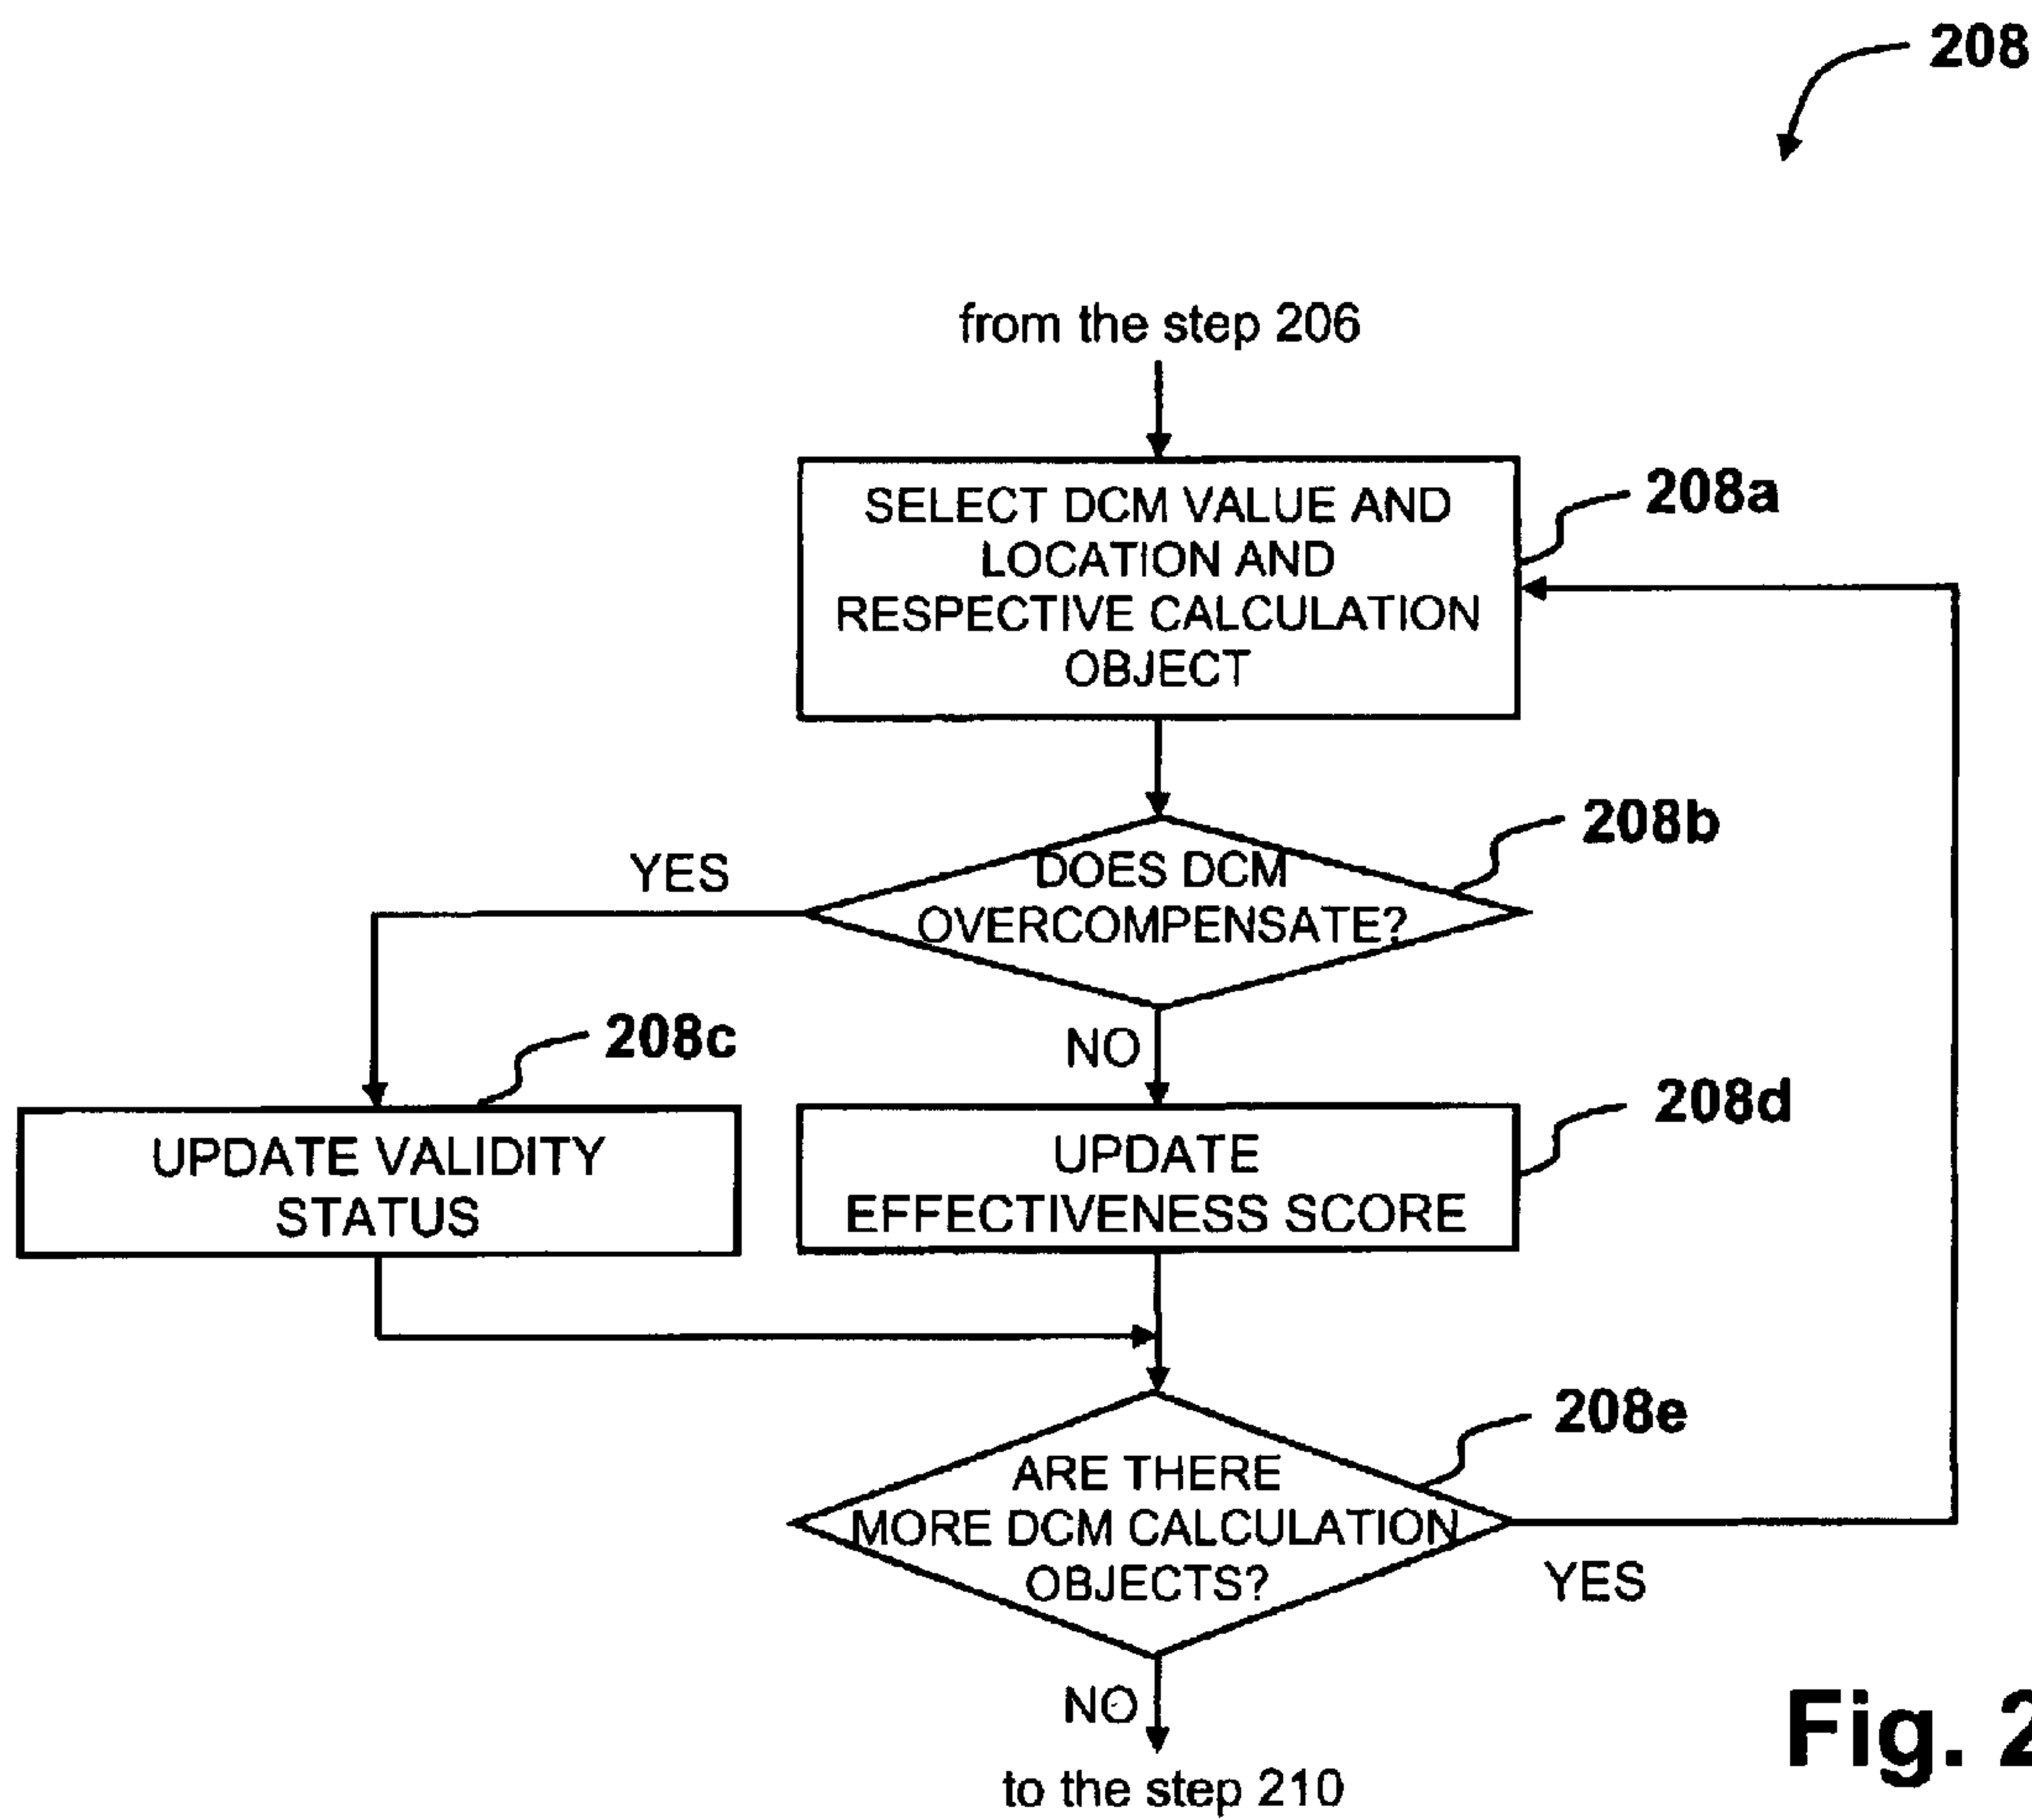 208
from the step 206
SELECT DCM VALUE AND
LOCATION AND
RESPECTIVE CALCULATION
OBJECT
208a
DOES DCM
OVERCOMPENSATE?
208b
YES
NO
208c
UPDATE VALIDITY
STATUS
208d
UPDATE
EFFECTIVENESS SCORE
208e
ARE THERE
MORE DCM CALCULATION
OBJECTS?
YES
NO
to the step 210
Fig. 2